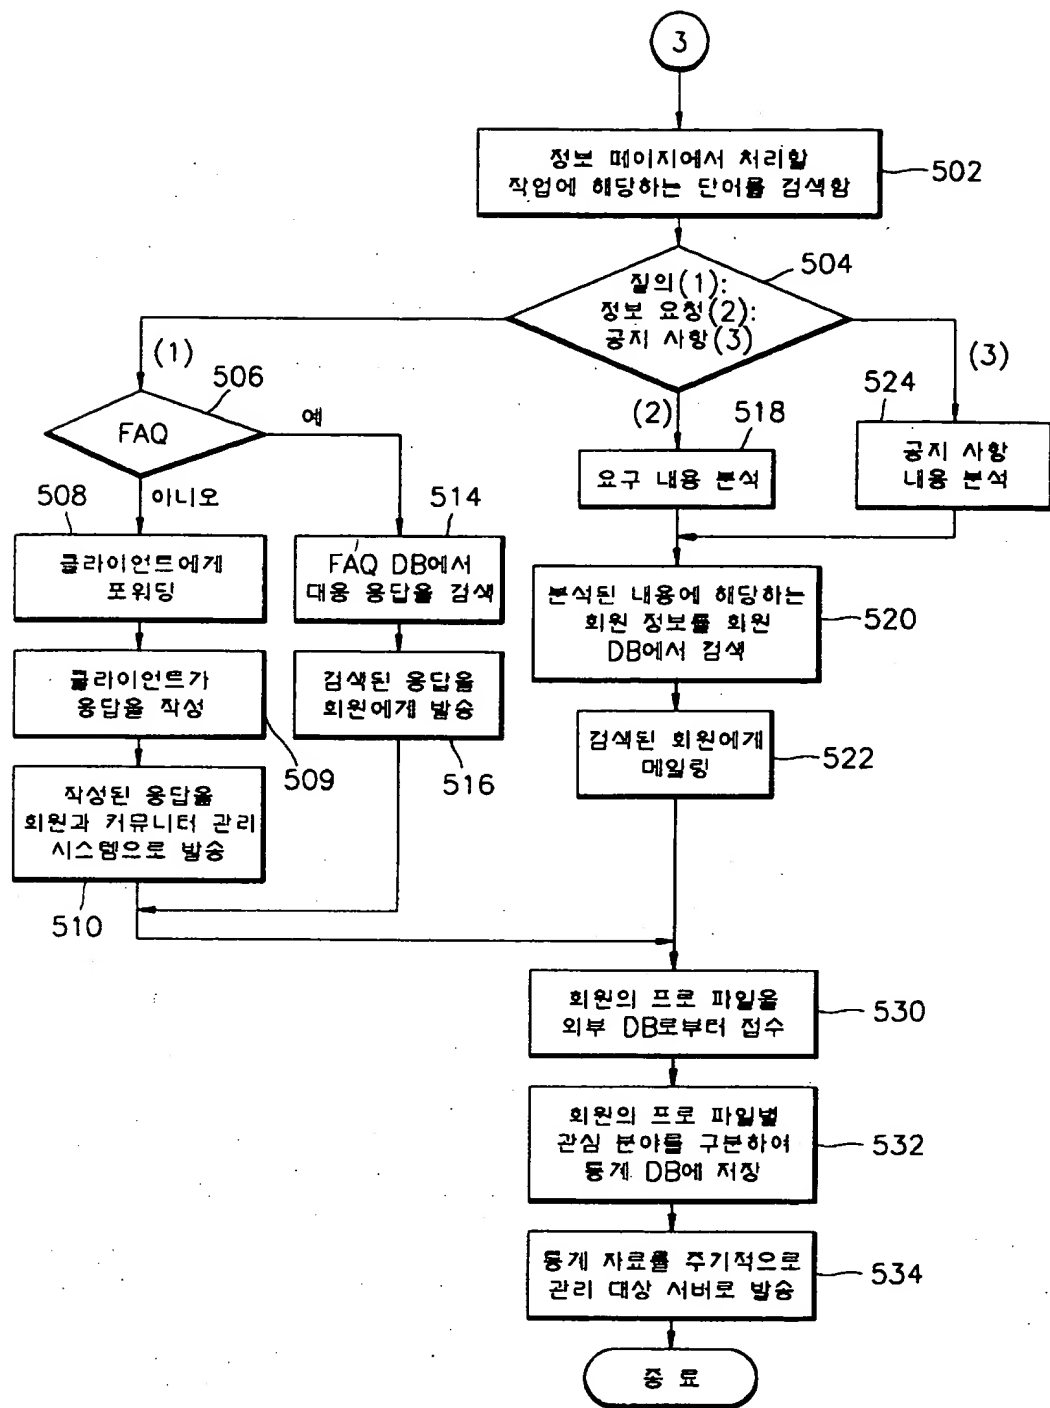 3
정보 페이지에서 처리할
작업에 해당하는 단어를 검색함
502
504
질의(1):
정보 요청(2):
공지 사항(3)
(1)
(2)
(3)
506
FAQ
예
아니오
508
클라이언트에게
포워딩
클라이언트가
응답을 작성
509
작성된 응답을
회원과 커뮤니터 관리
시스템으로 발송
510
514
FAQ DB에서
대응 응답을 검색
검색된 응답을
회원에게 발송
516
518
요구 내용 분석
524
공지 사항
내용 분석
분석된 내용에 해당하는
회원 정보를 회원
DB에서 검색
520
검색된 회원에게
메일링
522
회원의 프로 파일을
외부 DB로부터 접수
530
회원의 프로 파일별
관심 분야를 구분하여
통계 DB에 저장
532
통계 자료를 주기적으로
관리 대상 서버로 발송
534
종 료